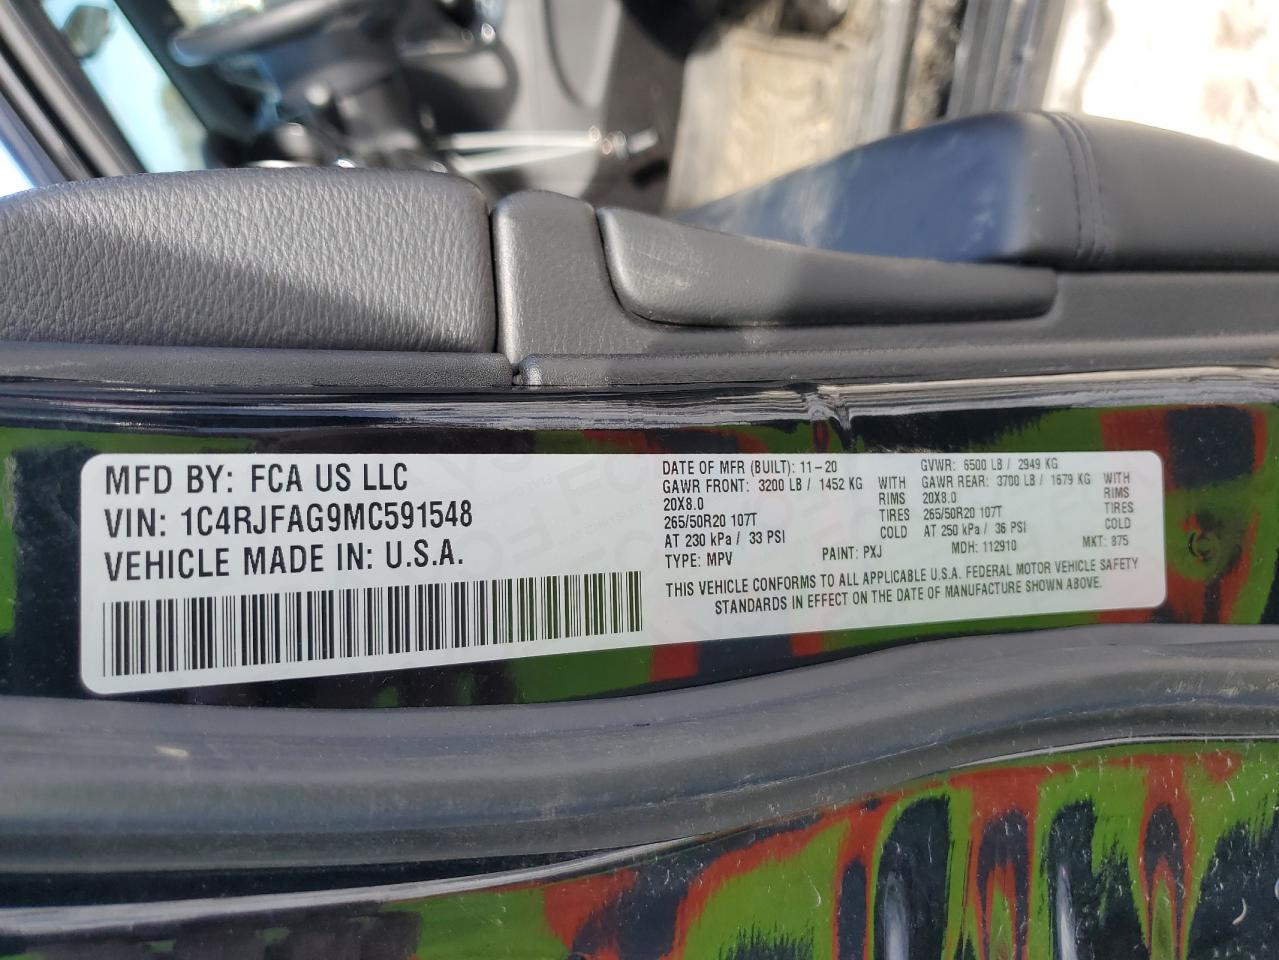 MFD BY: FCA US LLC
VIN: 1C4RJFAG9MC591548
VEHICLE MADE IN: U.S.A.
DATE OF MFR (BUILT): 11-20 GVWR: 6500 LB / 2949 KG
GAWR FRONT: 3200 LB / 1452 KG WITH GAWR REAR: 3700 LB / 1679 KG WITH
20X8.0 RIMS 20X8.0 RIMS
265/50R20 107T TIRES 265/50R20 107T TIRES
AT 230 kPa / 33 PSI COLD AT 250 kPa / 36 PSI COLD
TYPE: MPV PAINT: PXJ MDH: 112910 MKT: 875
THIS VEHICLE CONFORMS TO ALL APPLICABLE U.S.A. FEDERAL MOTOR VEHICLE SAFETY
STANDARDS IN EFFECT ON THE DATE OF MANUFACTURE SHOWN ABOVE.